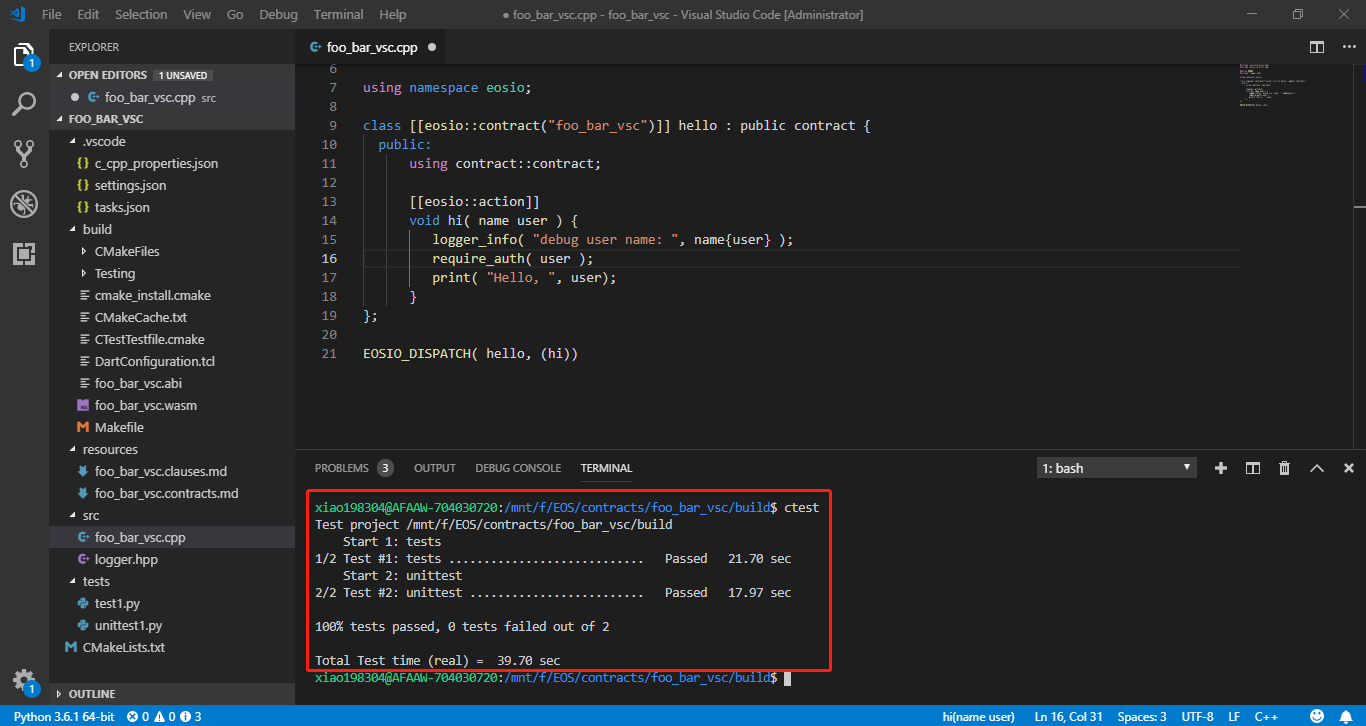 File Edit Selection View Go Debug Terminal Help
● foo_bar_vsc.cpp - foo_bar_vsc - Visual Studio Code [Administrator]
EXPLORER
OPEN EDITORS 1 UNSAVED
foo_bar_vsc.cpp src
FOO_BAR_VSC
.vscode
{} c_cpp_properties.json
{} settings.json
{} tasks.json
build
CMakeFiles
Testing
cmake_install.cmake
CMakeCache.txt
CTestTestfile.cmake
DartConfiguration.tcl
foo_bar_vsc.abi
foo_bar_vsc.wasm
Makefile
resources
foo_bar_vsc.clauses.md
foo_bar_vsc.contracts.md
src
foo_bar_vsc.cpp
logger.hpp
tests
test1.py
unittest1.py
CMakeLists.txt
OUTLINE
1
1
foo_bar_vsc.cpp
6
7 using namespace eosio;
8
9 class [[eosio::contract("foo_bar_vsc")]] hello : public contract {
10 public:
11 using contract::contract;
12
13 [[eosio::action]]
14 void hi( name user ) {
15 logger_info( "debug user name: ", name{user} );
16 require_auth( user );
17 print( "Hello, ", user);
18 }
19 };
20
21 EOSIO_DISPATCH( hello, (hi))
PROBLEMS 3 OUTPUT DEBUG CONSOLE TERMINAL 1: bash
xiao198304@AFAAW-704030720:/mnt/f/EOS/contracts/foo_bar_vsc/build$ ctest
Test project /mnt/f/EOS/contracts/foo_bar_vsc/build
Start 1: tests
1/2 Test #1: tests ............................ Passed 21.70 sec
Start 2: unittest
2/2 Test #2: unittest ......................... Passed 17.97 sec
100% tests passed, 0 tests failed out of 2
Total Test time (real) = 39.70 sec
xiao198304@AFAAW-704030720:/mnt/f/EOS/contracts/foo_bar_vsc/build$
Python 3.6.1 64-bit 0 0 3 hi(name user) Ln 16, Col 31 Spaces: 3 UTF-8 LF C++